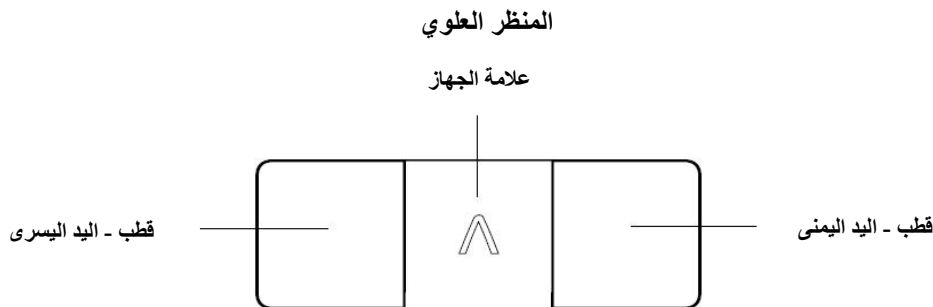 المنظر العلوي
علامة الجهاز
قطب - اليد اليمنى
قطب - اليد اليسرى